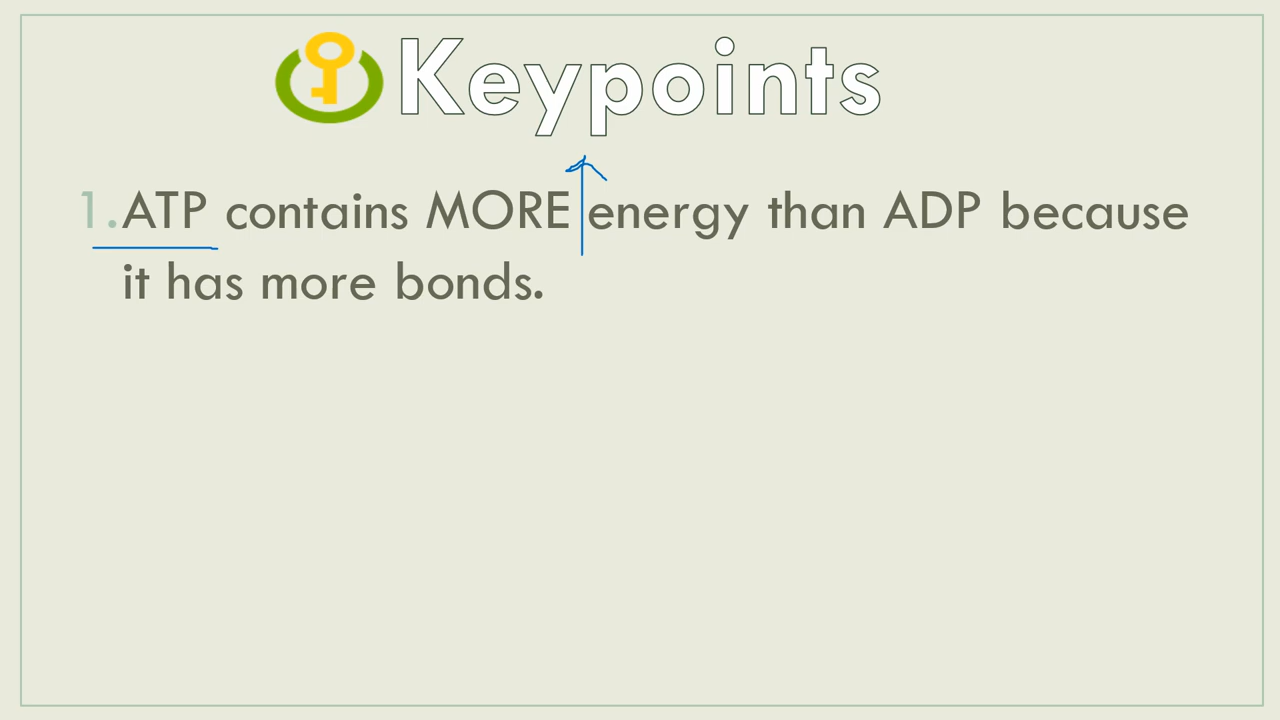 Keypoints
1. ATP contains MORE energy than ADP because
it has more bonds.